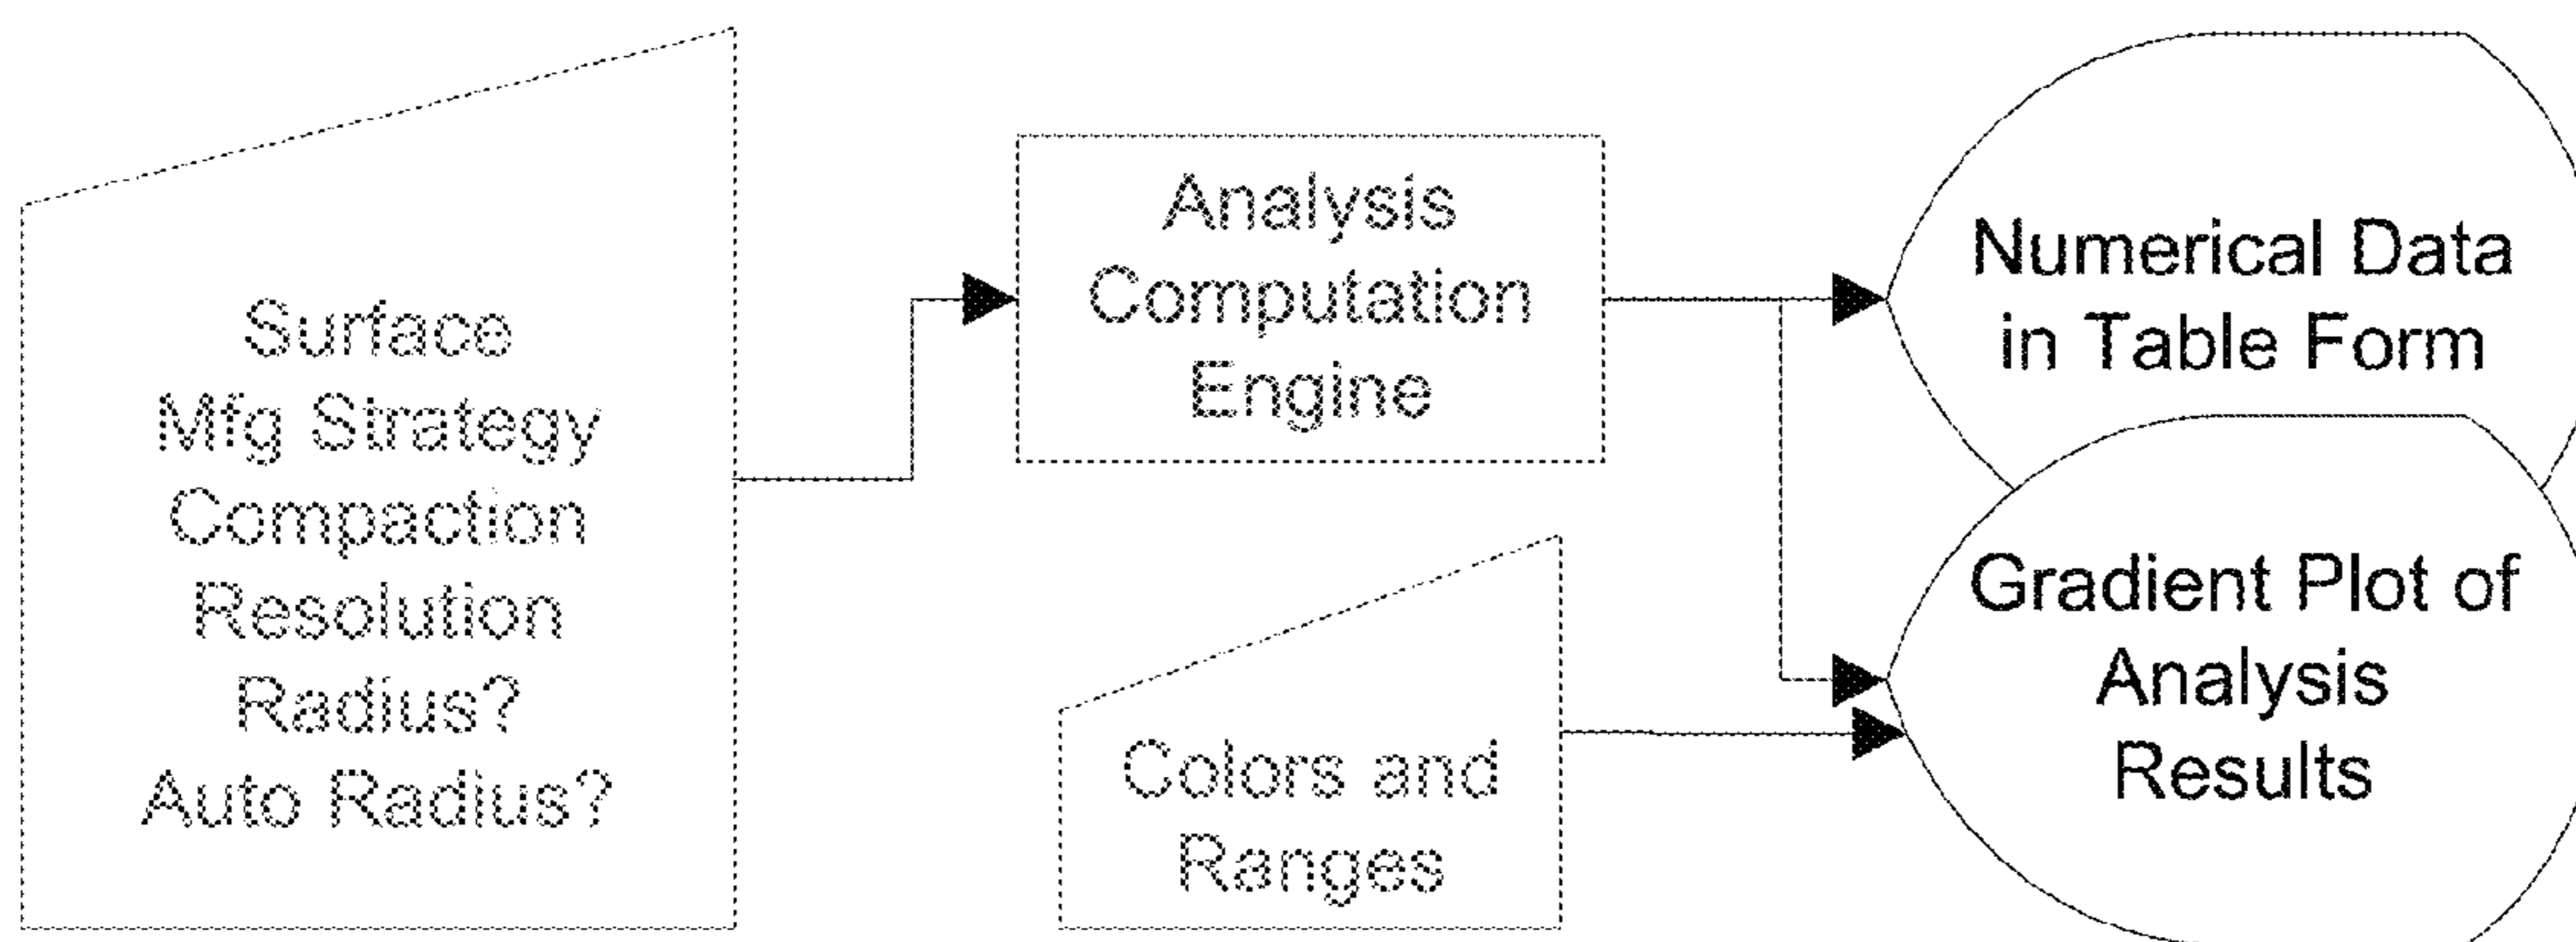 Surface
Mfg Strategy
Compaction
Resolution
Radius?
Auto Radius?
Analysis
Computation
Engine
Colors and
Ranges
Numerical Data
in Table Form
Gradient Plot of
Analysis
Results